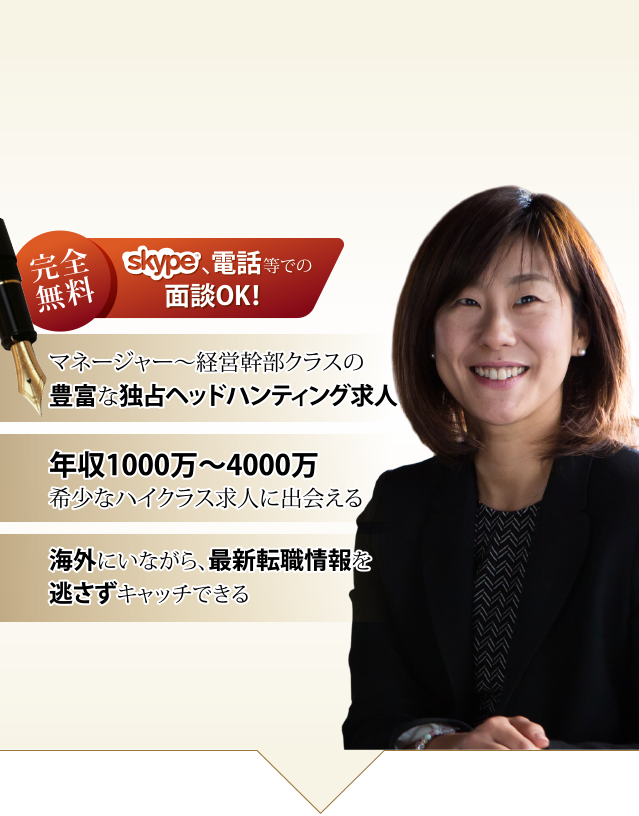 完全
無料
skype、電話等での
面談OK!
マネージャー～経営幹部クラスの
豊富な独占ヘッドハンティング求人
年収1000万～4000万
希少なハイクラス求人に出会える
海外にいながら、最新転職情報を
逃さずキャッチできる